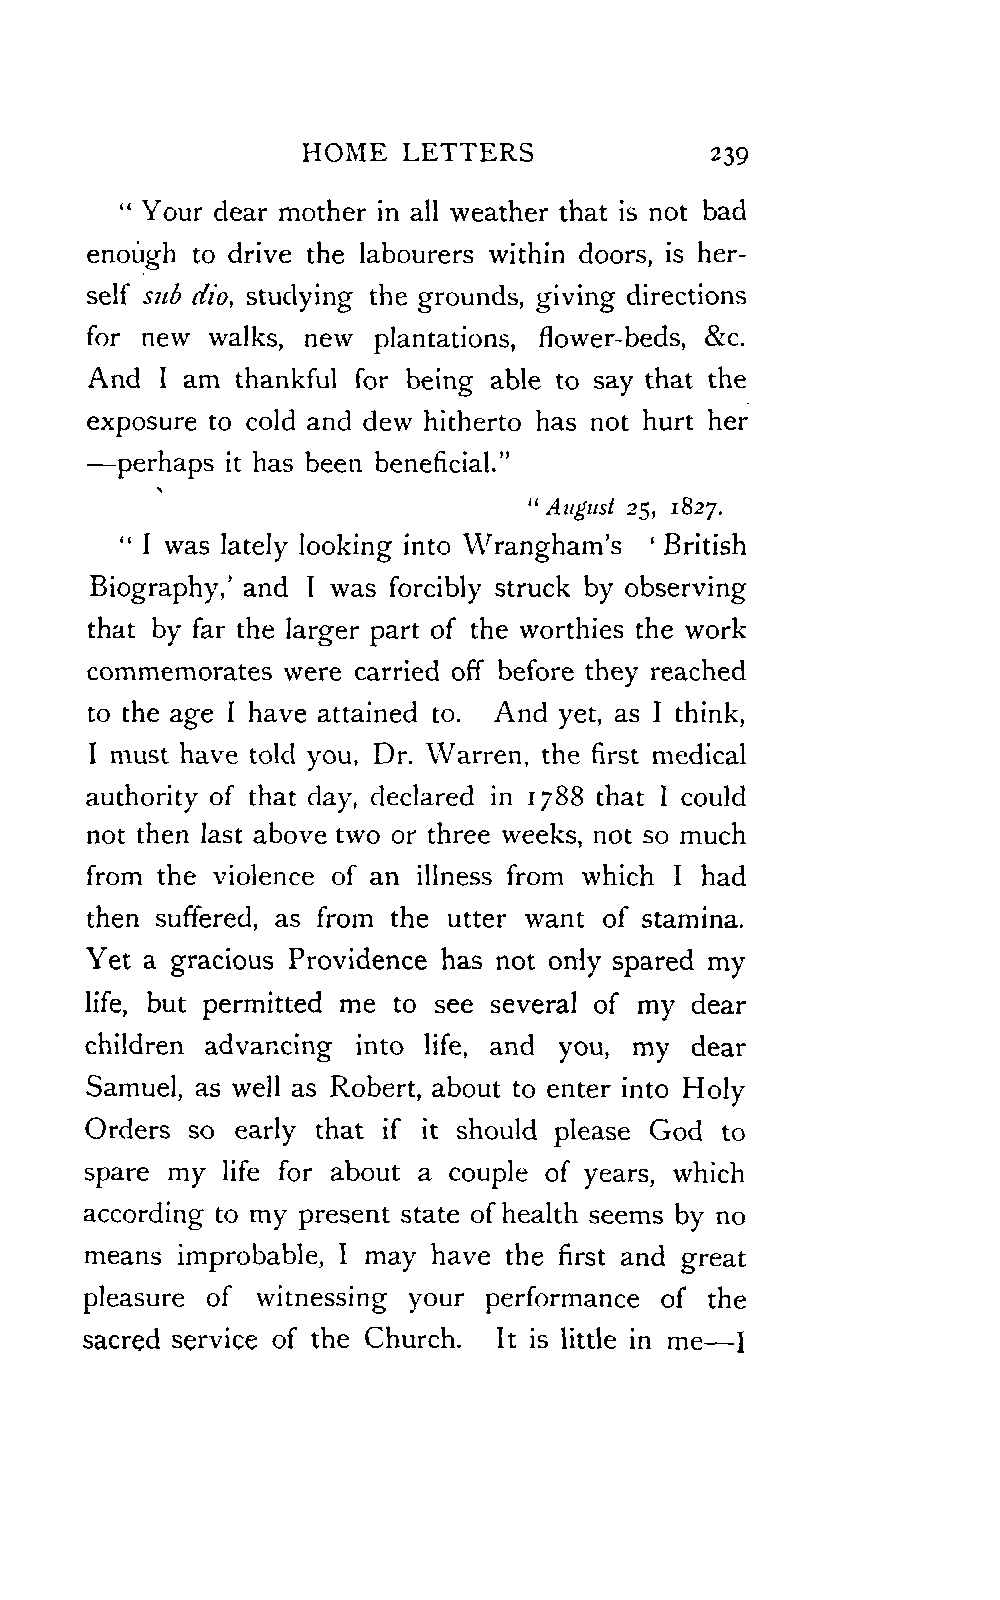 HOME LETTERS 239
" Your dear mother in all weather that is not bad
enough to drive the labourers within doors, is her-
self sub dio, studying the grounds, giving directions
for new walks, new plantations, flower-beds, &c.
And I am thankful for being able to say that the
exposure to cold and dew hitherto has not hurt her
—perhaps it has been beneficial."
" August 25, 1827.
" I was lately looking into Wrangham's ' British
Biography,' and I was forcibly struck by observing
that by far the larger part of the worthies the work
commemorates were carried off before they reached
to the age I have attained to. And yet, as I think,
I must have told you, Dr. Warren, the first medical
authority of that day, declared in 1788 that I could
not then last above two or three weeks, not so much
from the violence of an illness from which I had
then suffered, as from the utter want of stamina.
Yet a gracious Providence has not only spared my
life, but permitted me to see several of my dear
children advancing into life, and you, my dear
Samuel, as well as Robert, about to enter into Holy
Orders so early that if it should please God to
spare my life for about a couple of years, which
according to my present state of health seems by no
means improbable, I may have the first and great
pleasure of witnessing your performance of the
sacred service of the Church. It is little in me—I